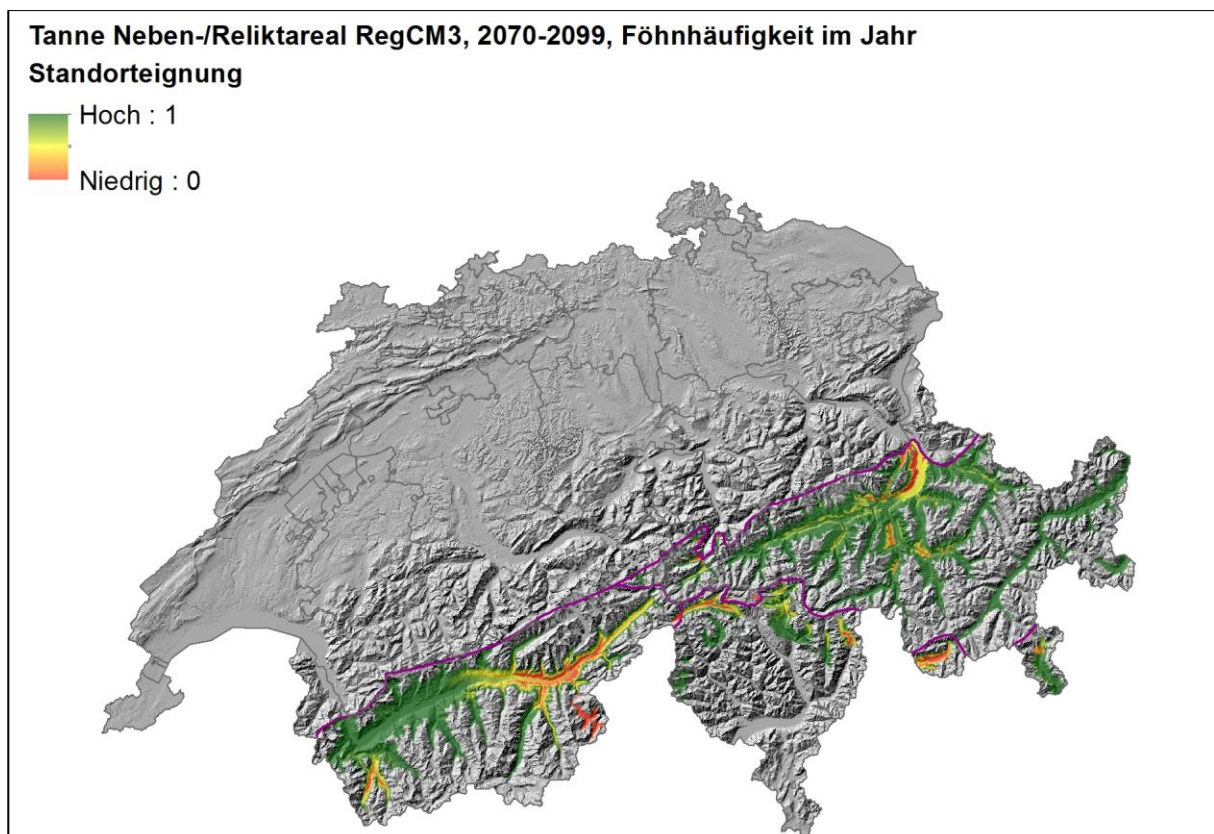 Tanne Neben-/Reliktareal RegCM3, 2070-2099, Föhnhäufigkeit im Jahr
Standorteignung
Hoch : 1
Niedrig : 0